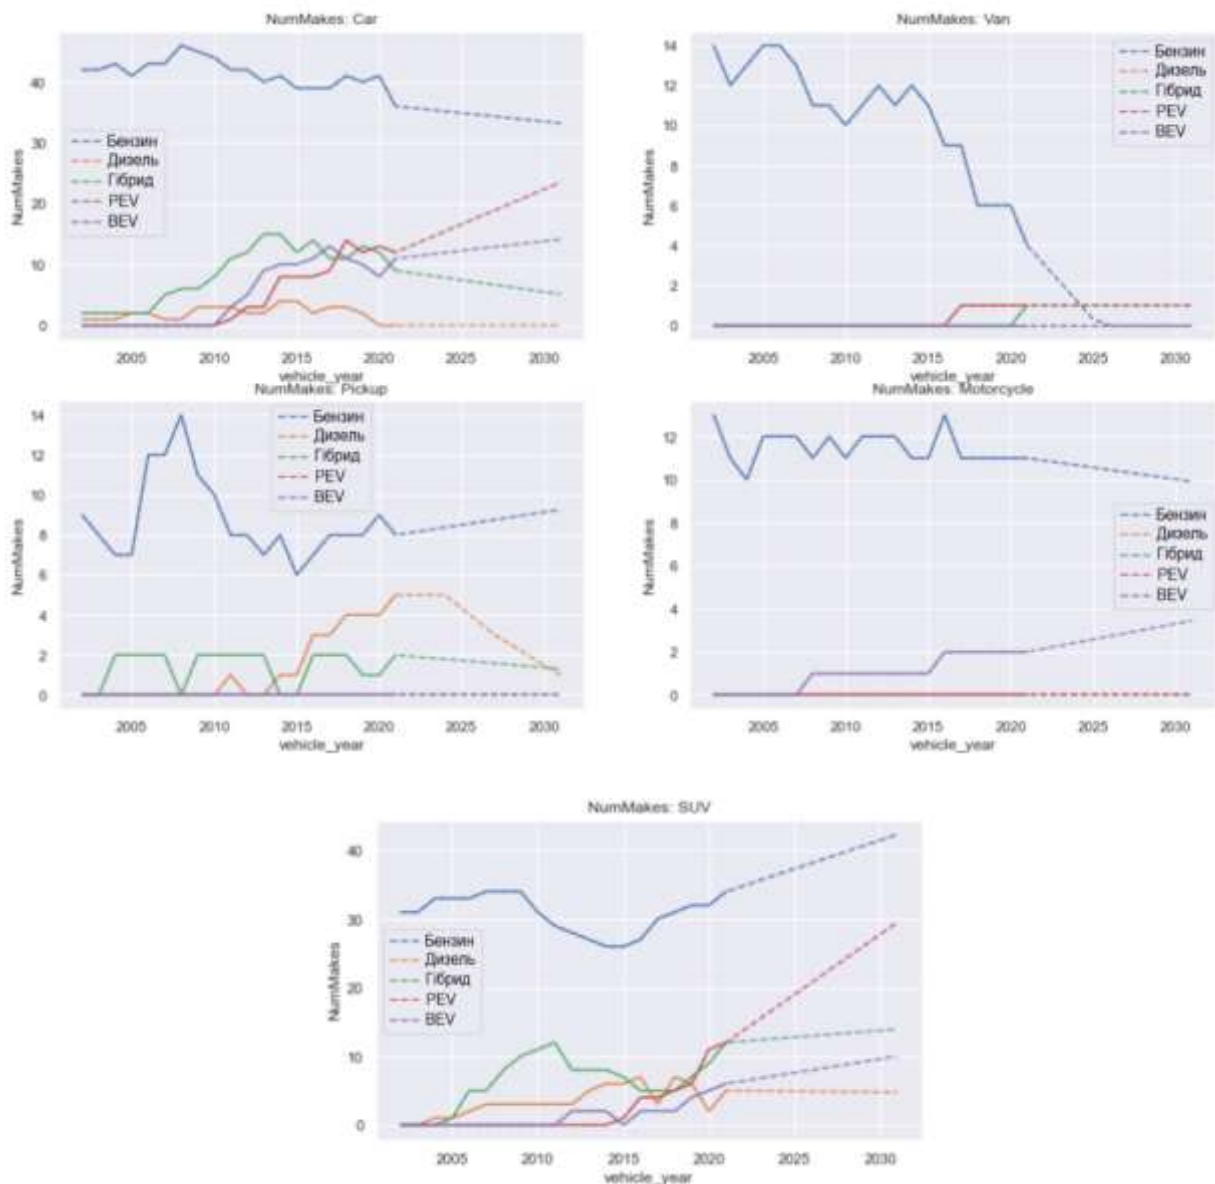 NumMakes: Car
NumMakes
40
30
20
10
0
Бензин
Дизель
Гібрид
PEV
BEV
2005 2010 2015 2020 2025 2030
vehicle_year
NumMakes: Van
NumMakes
14
12
10
8
6
4
2
0
Бензин
Дизель
Гібрид
PEV
BEV
2005 2010 2015 2020 2025 2030
vehicle_year
NumMakes: Pickup
NumMakes
14
12
10
8
6
4
2
0
Бензин
Дизель
Гібрид
PEV
BEV
2005 2010 2015 2020 2025 2030
vehicle_year
NumMakes: Motorcycle
NumMakes
12
10
8
6
4
2
0
Бензин
Дизель
Гібрид
PEV
BEV
2005 2010 2015 2020 2025 2030
vehicle_year
NumMakes: SUV
NumMakes
40
30
20
10
0
Бензин
Дизель
Гібрид
PEV
BEV
2005 2010 2015 2020 2025 2030
vehicle_year